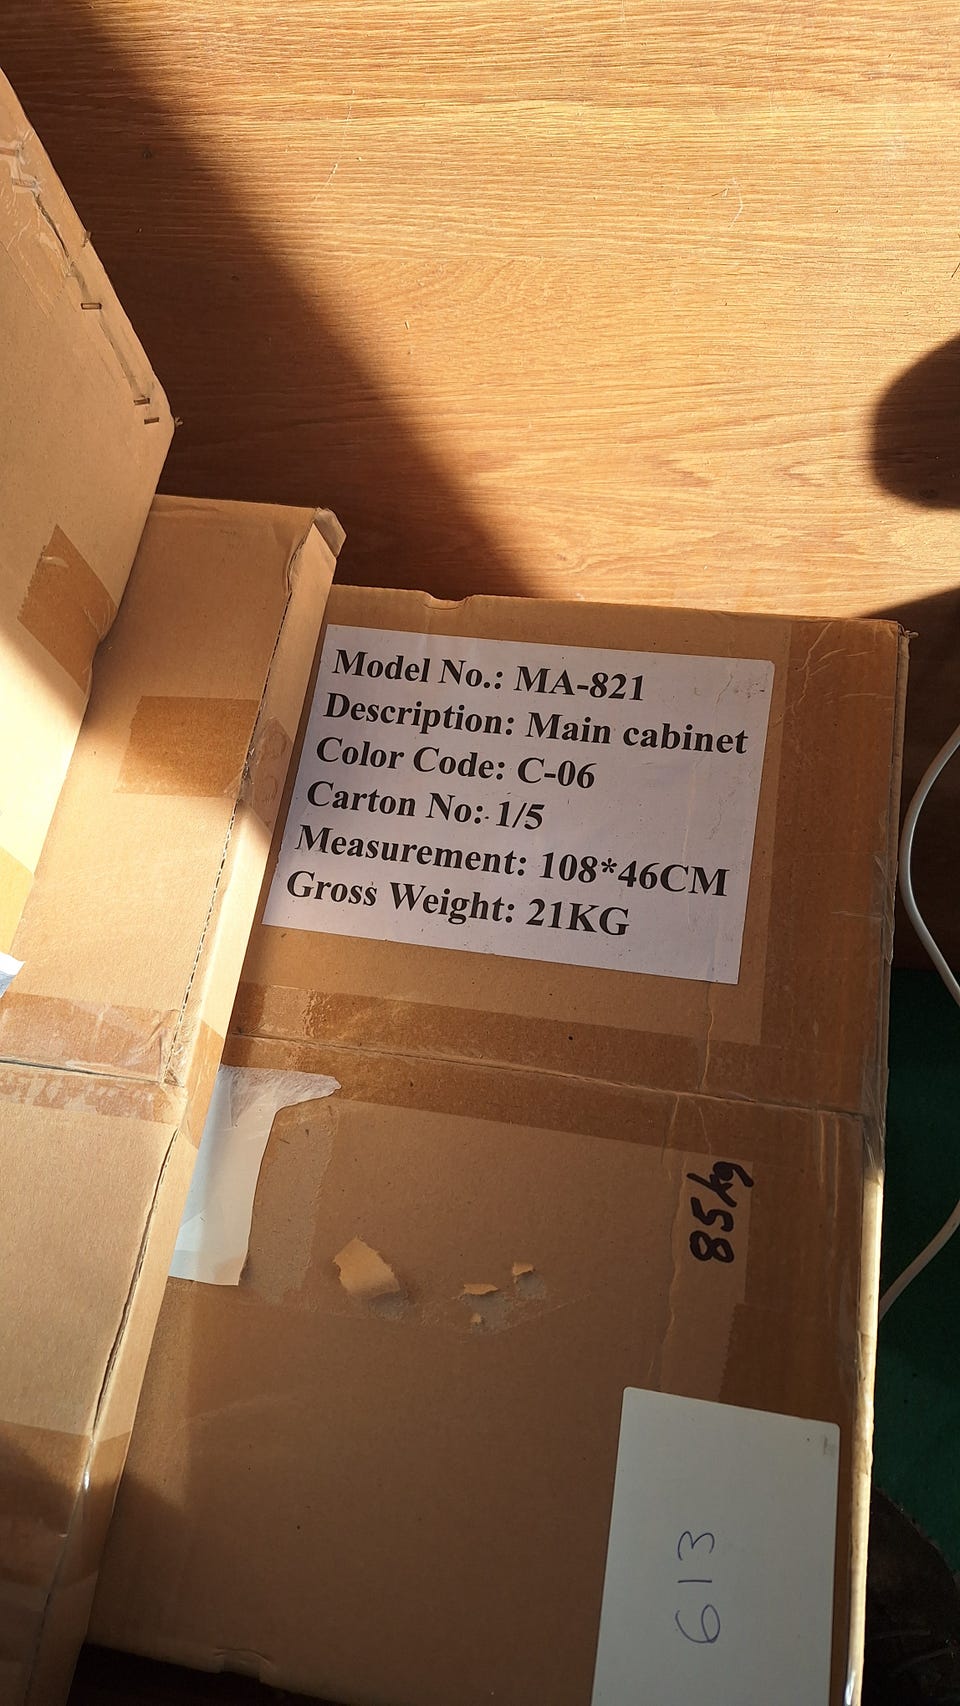 Model No.: MA-821
Description: Main cabinet
Color Code: C-06
Carton No: 1/5
Measurement: 108*46CM
Gross Weight: 21KG
85kg
613